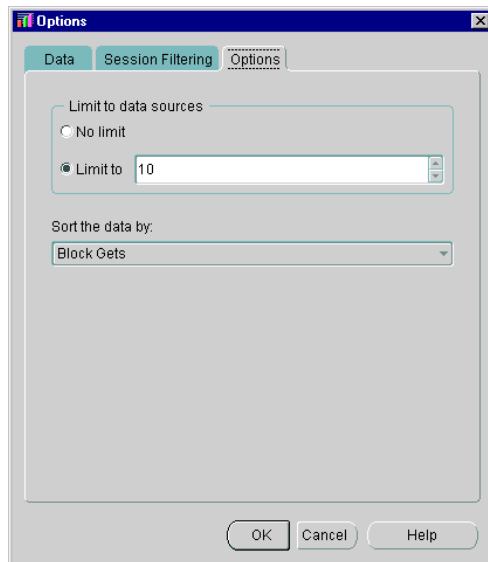 Options
Data Session Filtering Options
Limit to data sources
No limit
Limit to 10
Sort the data by:
Block Gets
OK Cancel Help